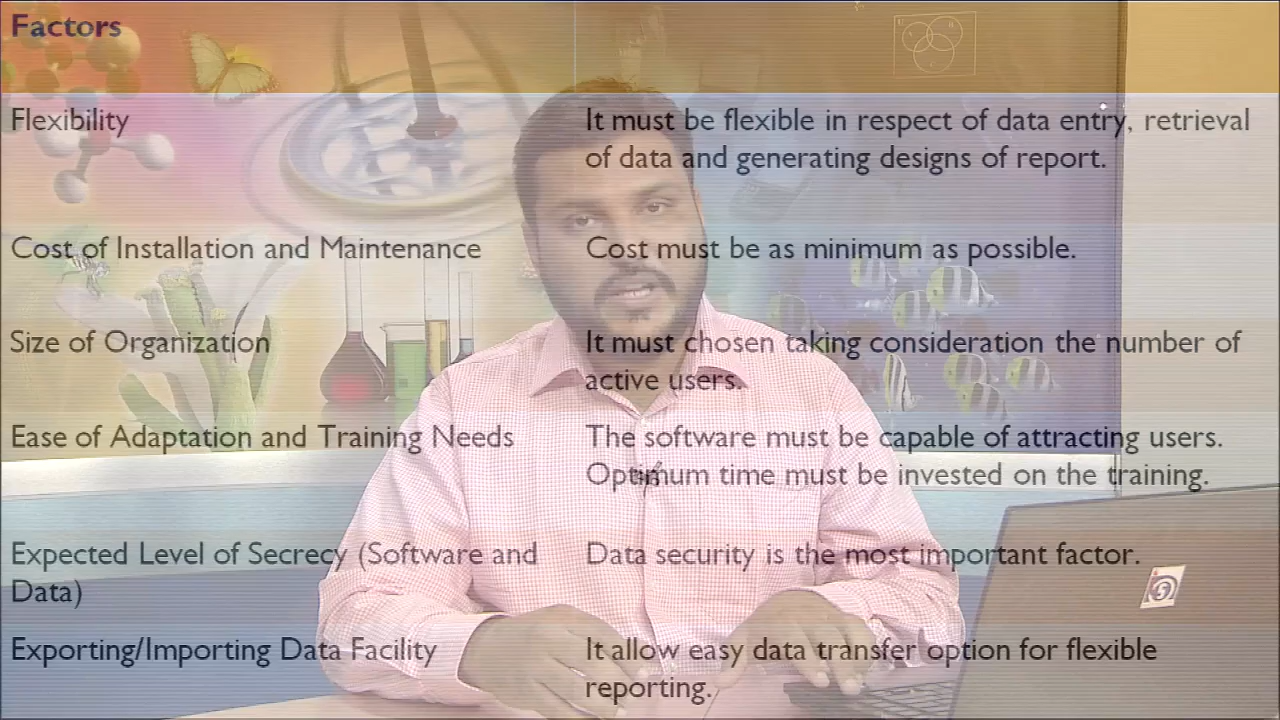 Factors
Flexibility
It must be flexible in respect of data entry, retrieval
of data and generating designs of report.
Cost of Installation and Maintenance
Cost must be as minimum as possible.
Size of Organization
It must chosen taking consideration the number of
active users.
Ease of Adaptation and Training Needs
The software must be capable of attracting users.
Optimum time must be invested on the training.
Expected Level of Secrecy (Software and
Data)
Data security is the most important factor.
Exporting/Importing Data Facility
It allow easy data transfer option for flexible
reporting.